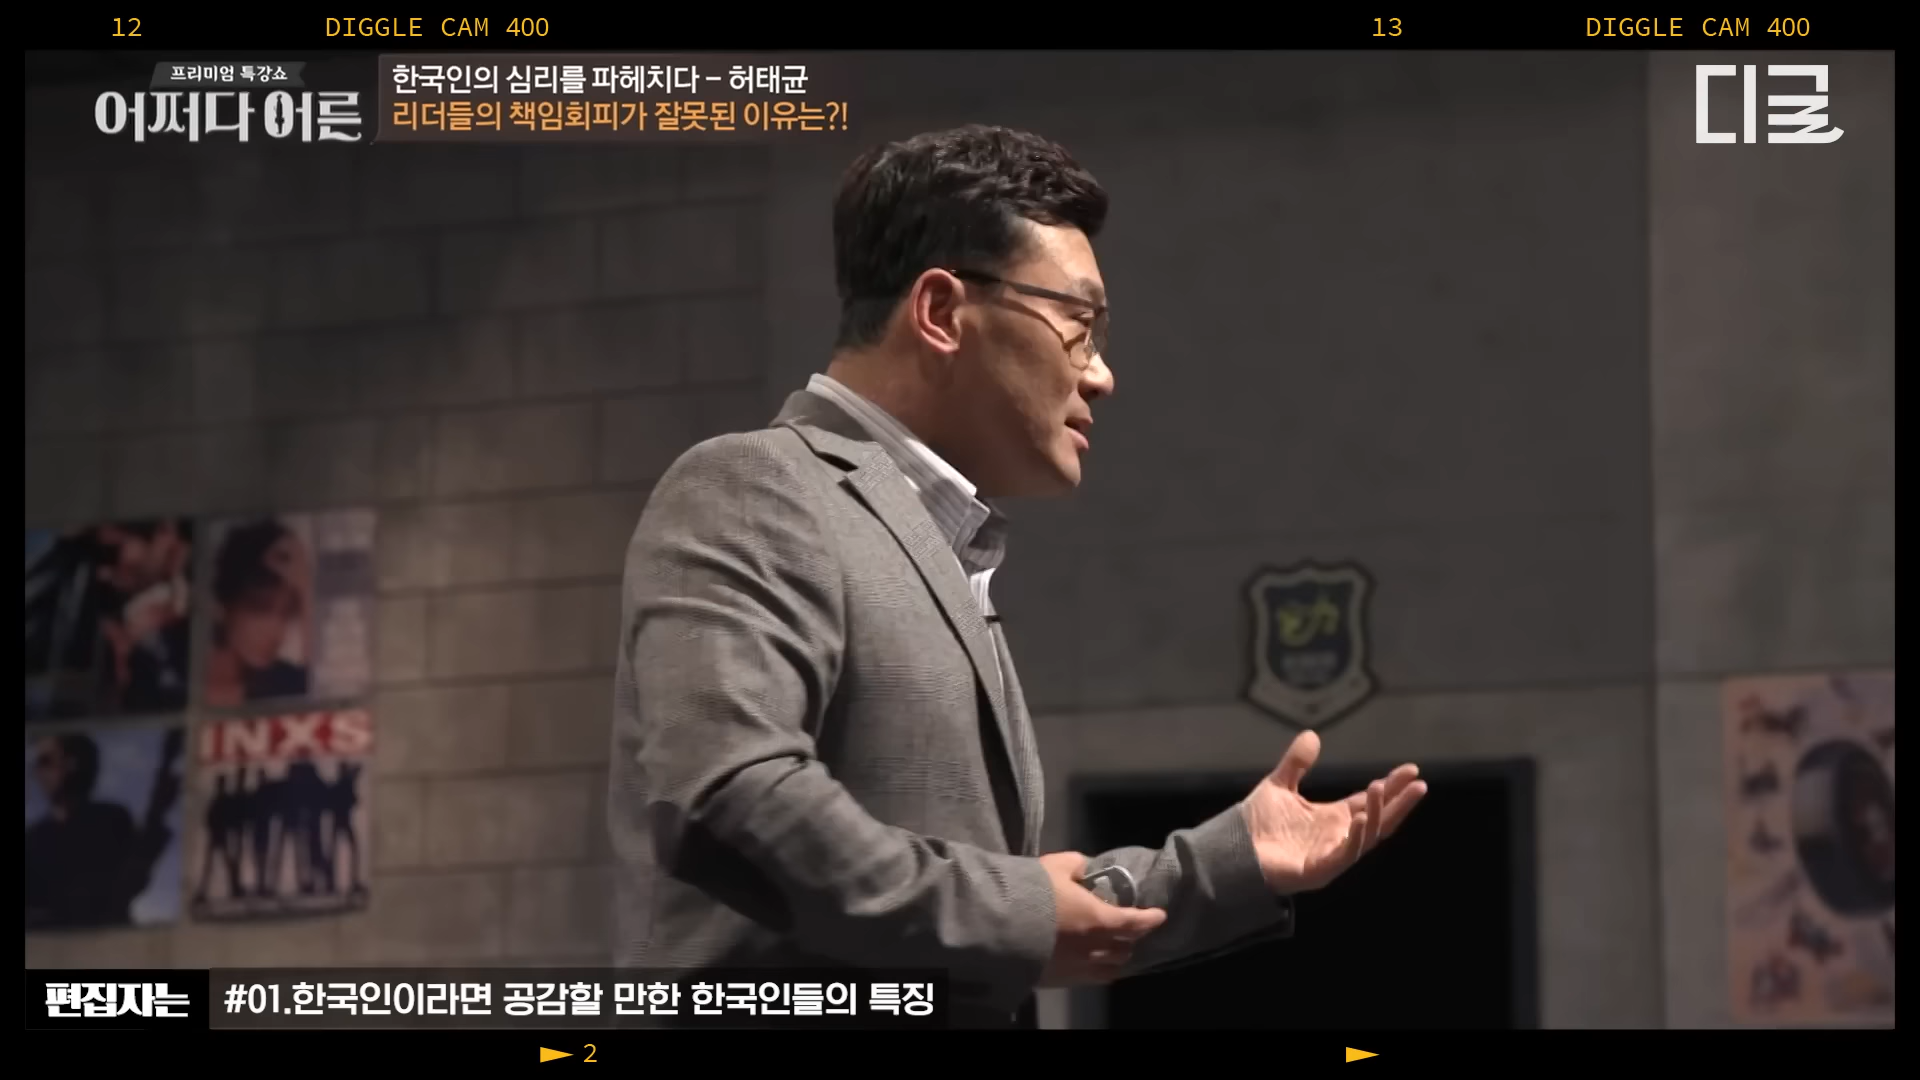 12
DIGGLE CAM 400
13
DIGGLE CAM 400
프리미엄 특강쇼
어쩌다 어른
한국인의 심리를 파헤치다 – 허태균
리더들의 책임회피가 잘못된 이유는?!
디글
INXS
편집자는
#01.한국인이라면 공감할 만한 한국인들의 특징
2